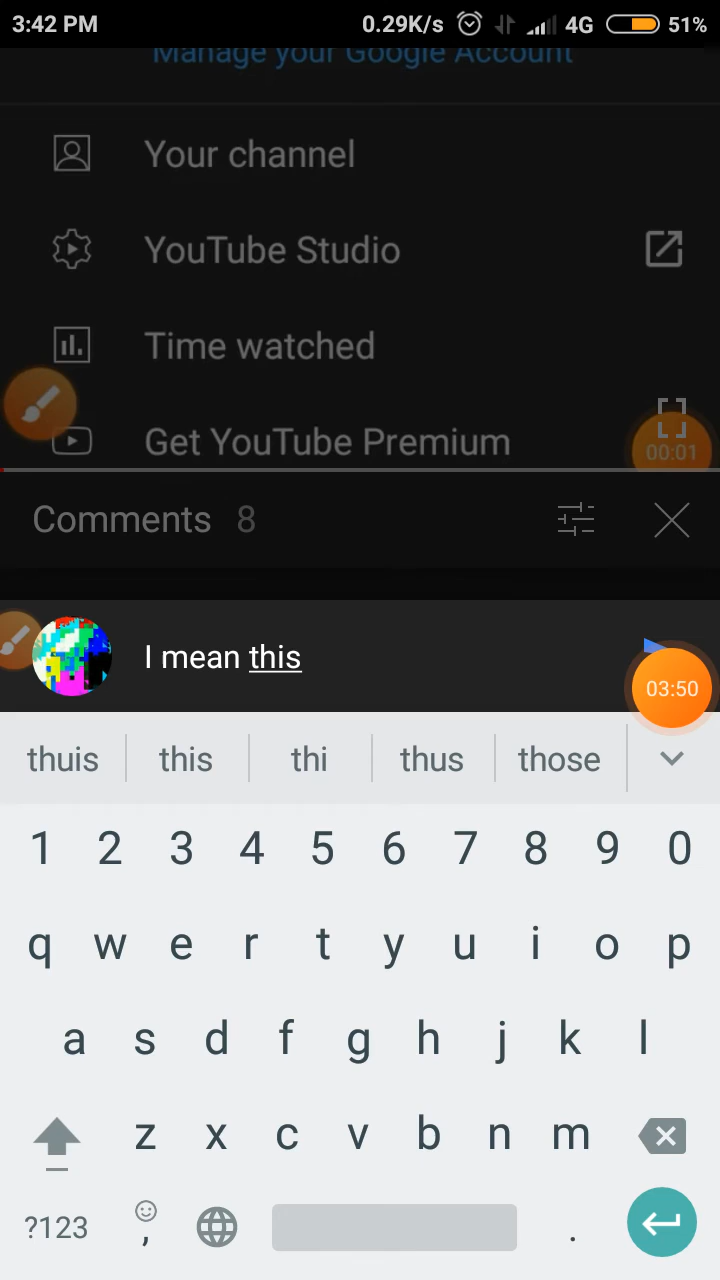 3:42 PM 0.29K/s 4G 51%
Manage your Google Account
Your channel
YouTube Studio
Time watched
Get YouTube Premium
00:01
Comments 8
I mean this
03:50
thuis this thi thus those
1 2 3 4 5 6 7 8 9 0
q w e r t y u i o p
a s d f g h j k l
z x c v b n m
?123 , .